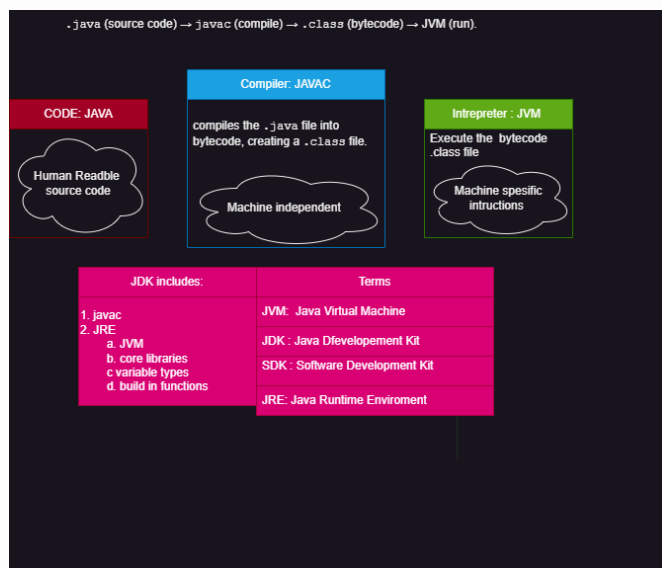 .java (source code) → javac (compile) → .class (bytecode) → JVM (run).
Compiler: JAVAC
CODE: JAVA
Intrepreter : JVM
compiles the .java file into
bytecode, creating a .class file.
Execute the bytecode
.class file
Human Readble
source code
Machine independent
Machine spesific
intructions
JDK includes:
Terms
1. javac
2. JRE
a. JVM
b. core libraries
c variable types
d. build in functions
JVM: Java Virtual Machine
JDK : Java Dfevelopement Kit
SDK : Software Development Kit
JRE: Java Runtime Enviroment